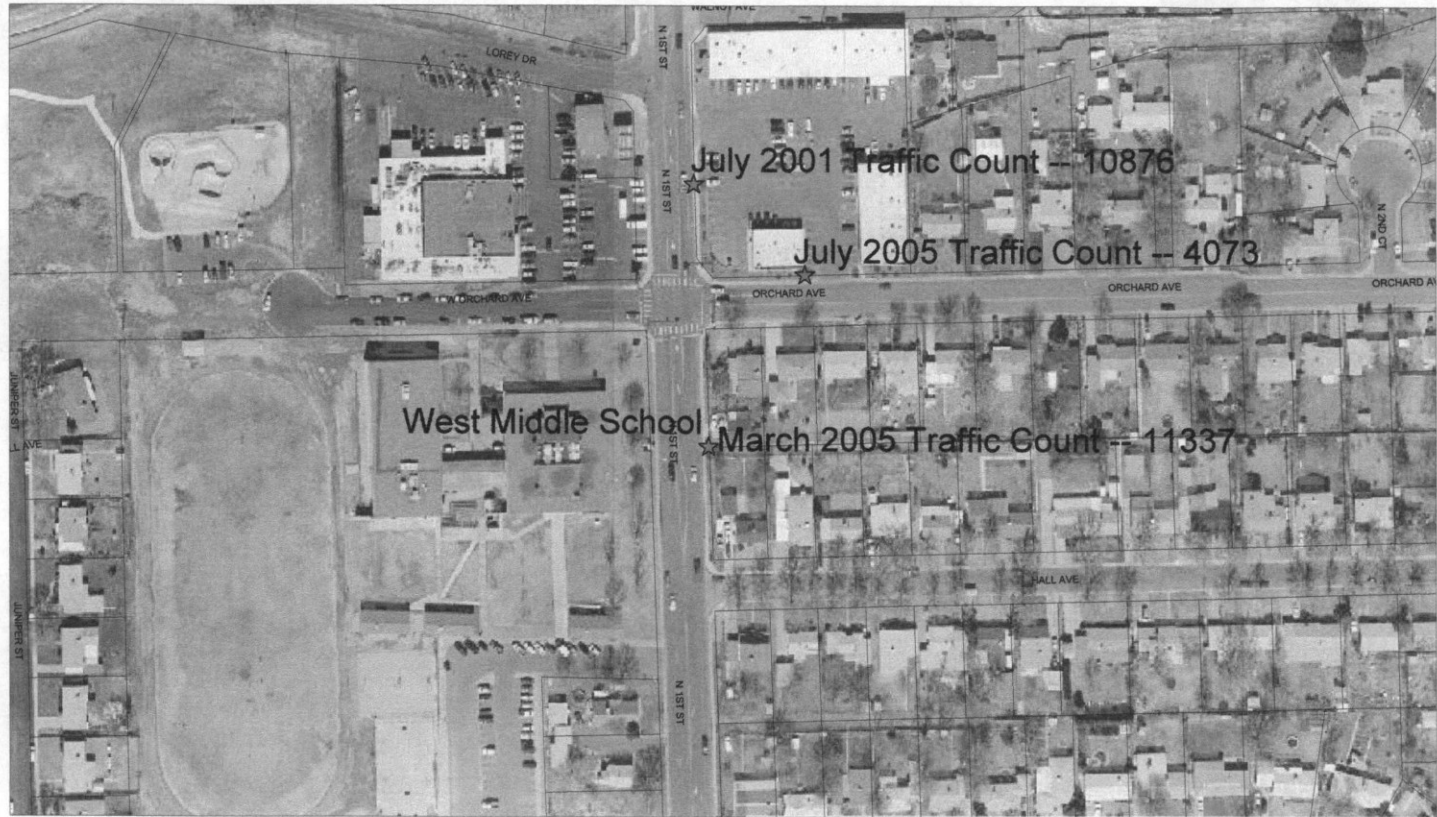 WALNUT AVE
LOREY DR
N 1ST ST
July 2001 Traffic Count -- 10876
N 1ST ST
N 2ND CT
July 2005 Traffic Count -- 4073
W ORCHARD AVE
ORCHARD AVE
ORCHARD AVE
ORCHARD AV
JUNIPER ST
West Middle School
1ST ST
March 2005 Traffic Count -- 11337
AVE
HALL AVE
JUNIPER ST
N 1ST ST